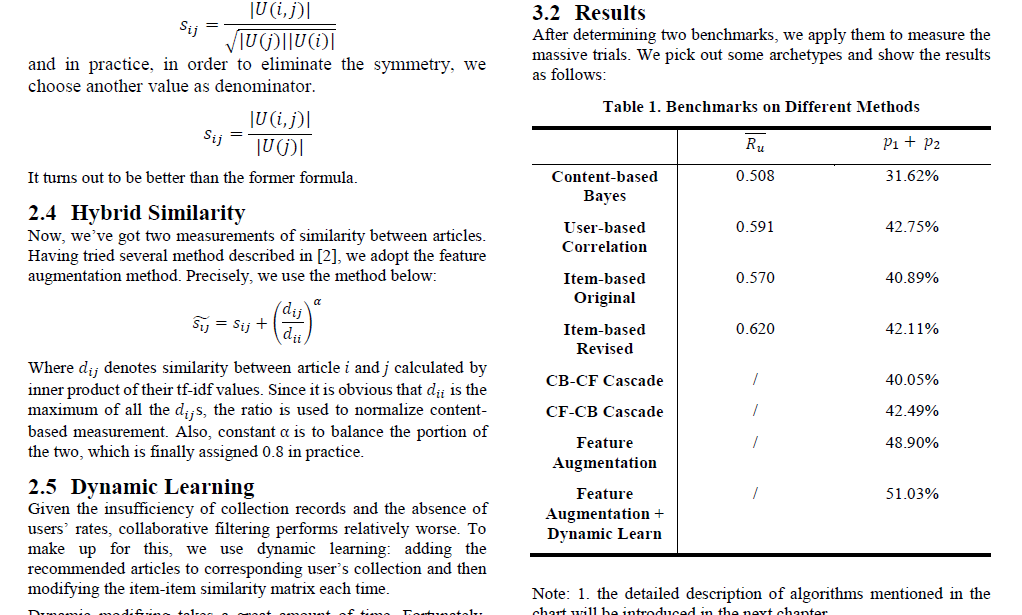 s_{ij} = |U(i,j)| / √|U(j)||U(i)|
and in practice, in order to eliminate the symmetry, we
choose another value as denominator.
s_{ij} = |U(i,j)| / |U(j)|
It turns out to be better than the former formula.
2.4 Hybrid Similarity
Now, we’ve got two measurements of similarity between articles.
Having tried several method described in [2], we adopt the feature
augmentation method. Precisely, we use the method below:
\widetilde{s_{ij}} = s_{ij} + (d_{ij} / d_{ii})^α
Where d_{ij} denotes similarity between article i and j calculated by
inner product of their tf-idf values. Since it is obvious that d_{ii} is the
maximum of all the d_{ij}s, the ratio is used to normalize content-
based measurement. Also, constant α is to balance the portion of
the two, which is finally assigned 0.8 in practice.
2.5 Dynamic Learning
Given the insufficiency of collection records and the absence of
users’ rates, collaborative filtering performs relatively worse. To
make up for this, we use dynamic learning: adding the
recommended articles to corresponding user’s collection and then
modifying the item-item similarity matrix each time.
Dynamic modifying takes a great amount of time. Fortunately,
3.2 Results
After determining two benchmarks, we apply them to measure the
massive trials. We pick out some archetypes and show the results
as follows:
Table 1. Benchmarks on Different Methods
\overline{R_u} p₁ + p₂
Content-based 0.508 31.62%
Bayes
User-based 0.591 42.75%
Correlation
Item-based 0.570 40.89%
Original
Item-based 0.620 42.11%
Revised
CB-CF Cascade / 40.05%
CF-CB Cascade / 42.49%
Feature / 48.90%
Augmentation
Feature / 51.03%
Augmentation +
Dynamic Learn
Note: 1. the detailed description of algorithms mentioned in the
chart will be introduced in the next chapter.